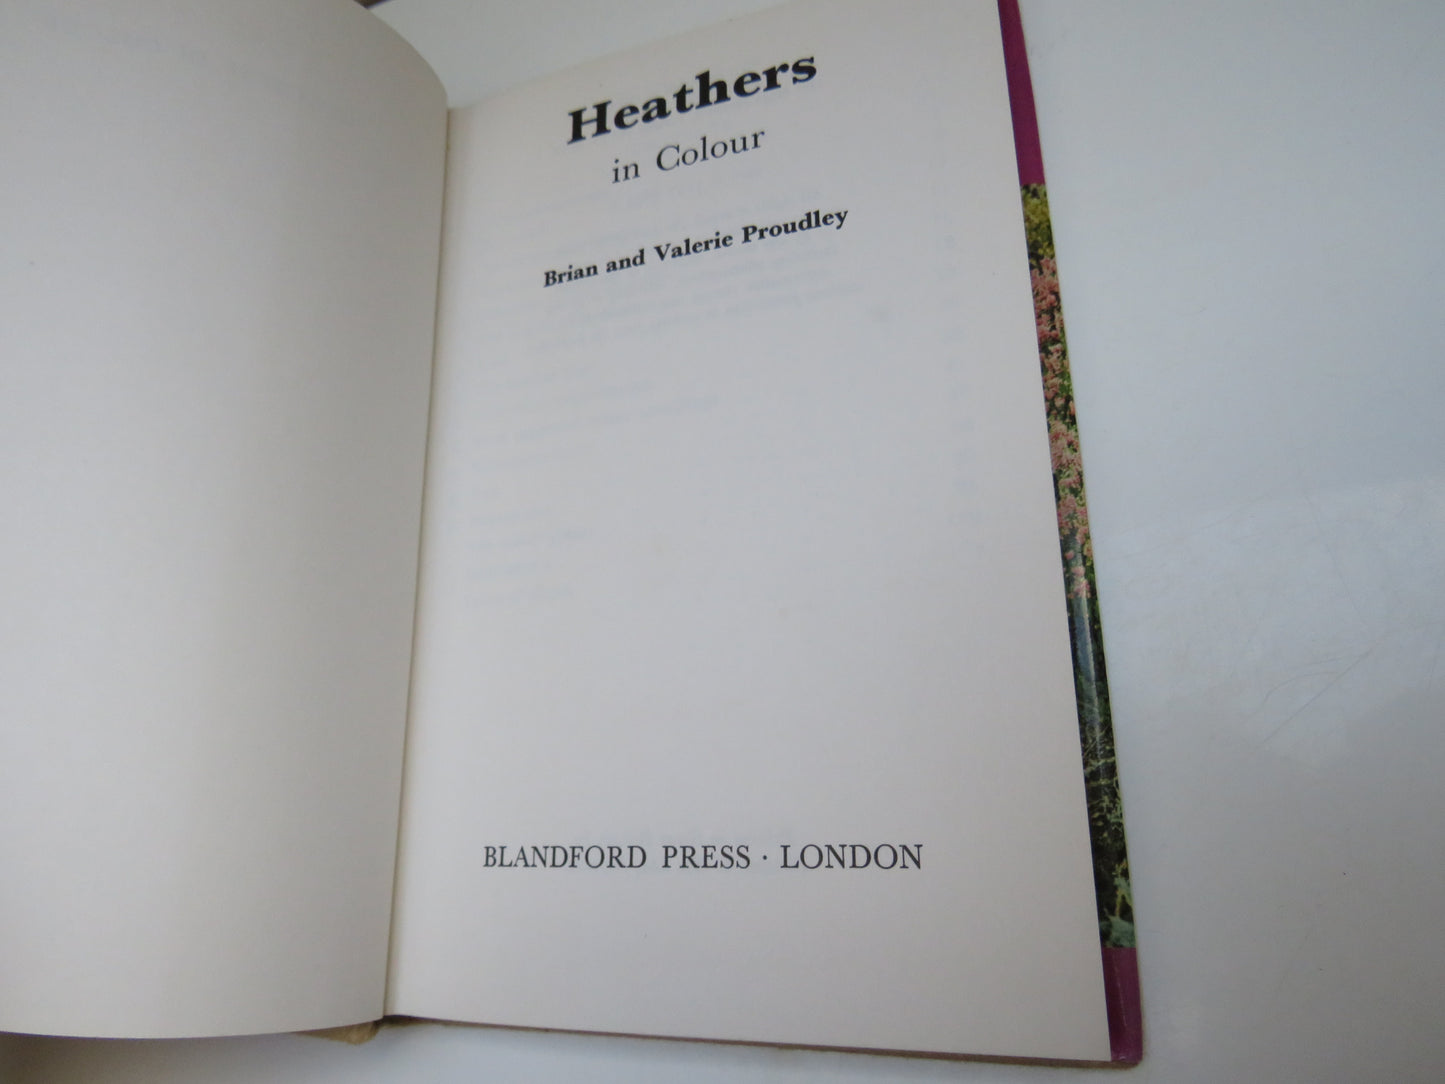 Heathers
in Colour
Brian and Valerie Proudley
BLANDFORD PRESS · LONDON